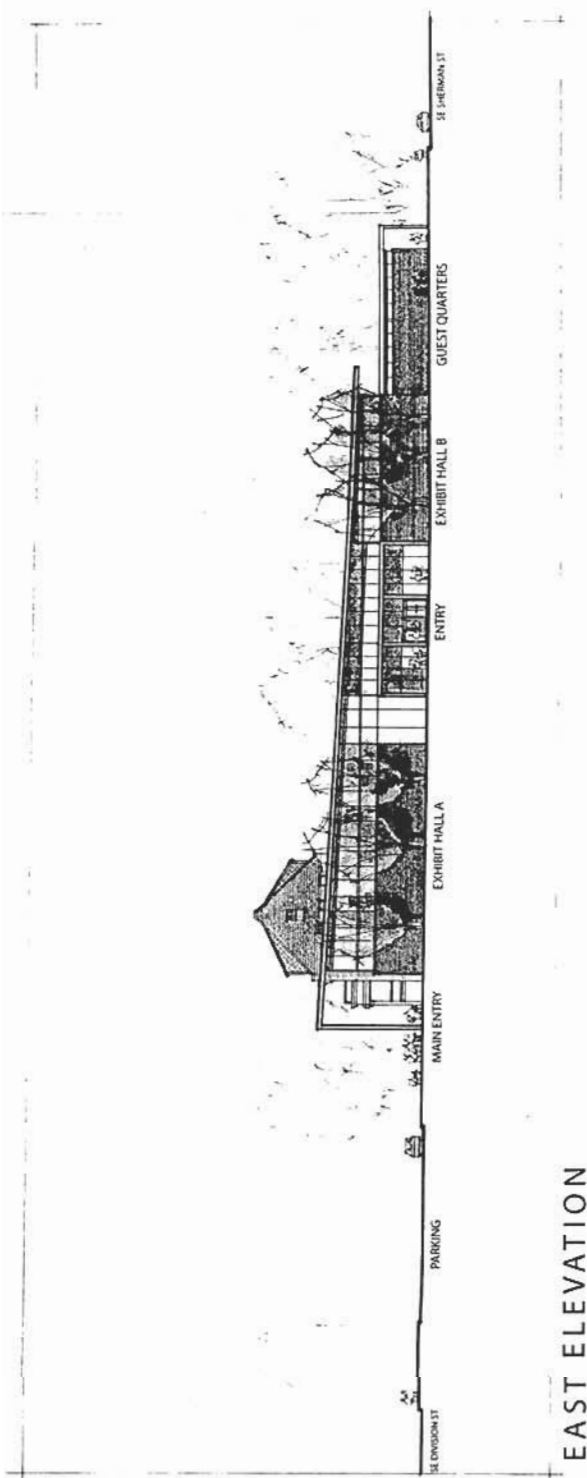 SE DIVISION ST
PARKING
MAIN ENTRY
EXHIBIT HALL A
ENTRY
EXHIBIT HALL B
GUEST QUARTERS
SE SHERMAN ST
EAST ELEVATION